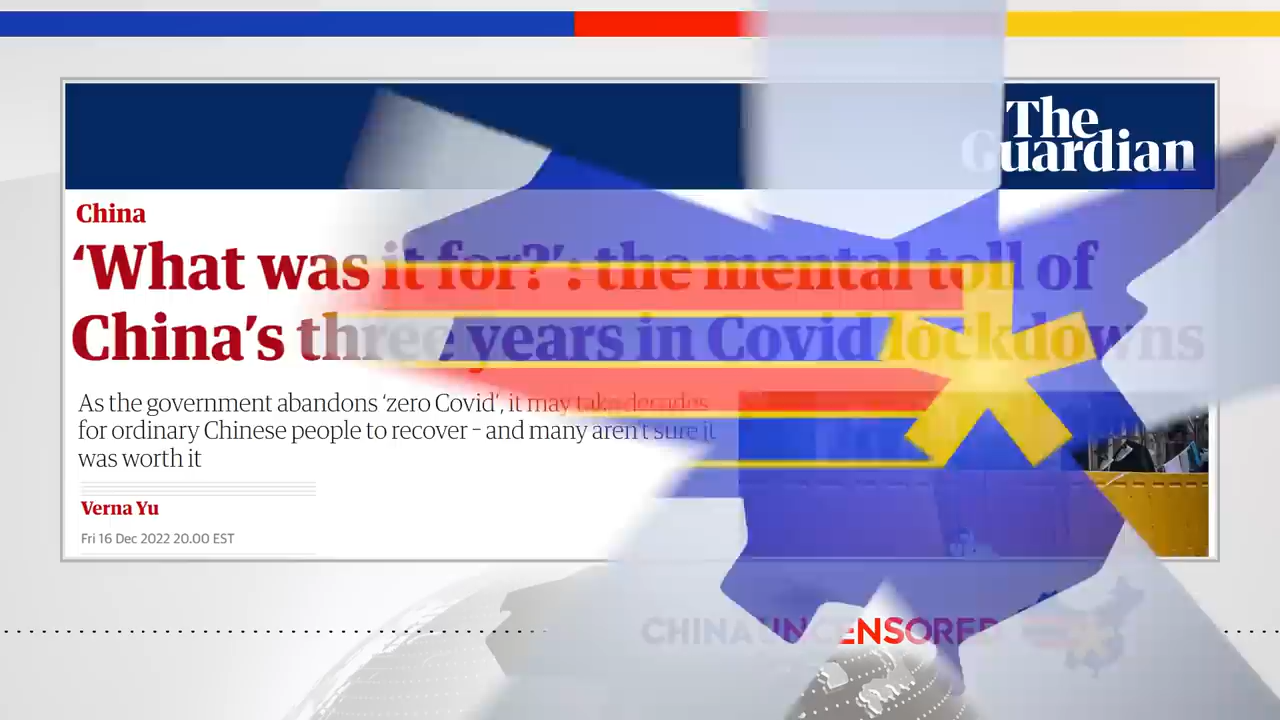 The
Guardian
China
‘What was it for?’: the mental toll of
China’s three years in Covid lockdowns
As the government abandons ‘zero Covid’, it may take decades
for ordinary Chinese people to recover – and many aren’t sure it
was worth it
Verna Yu
Fri 16 Dec 2022 20.00 EST
CHINA UNCENSORED